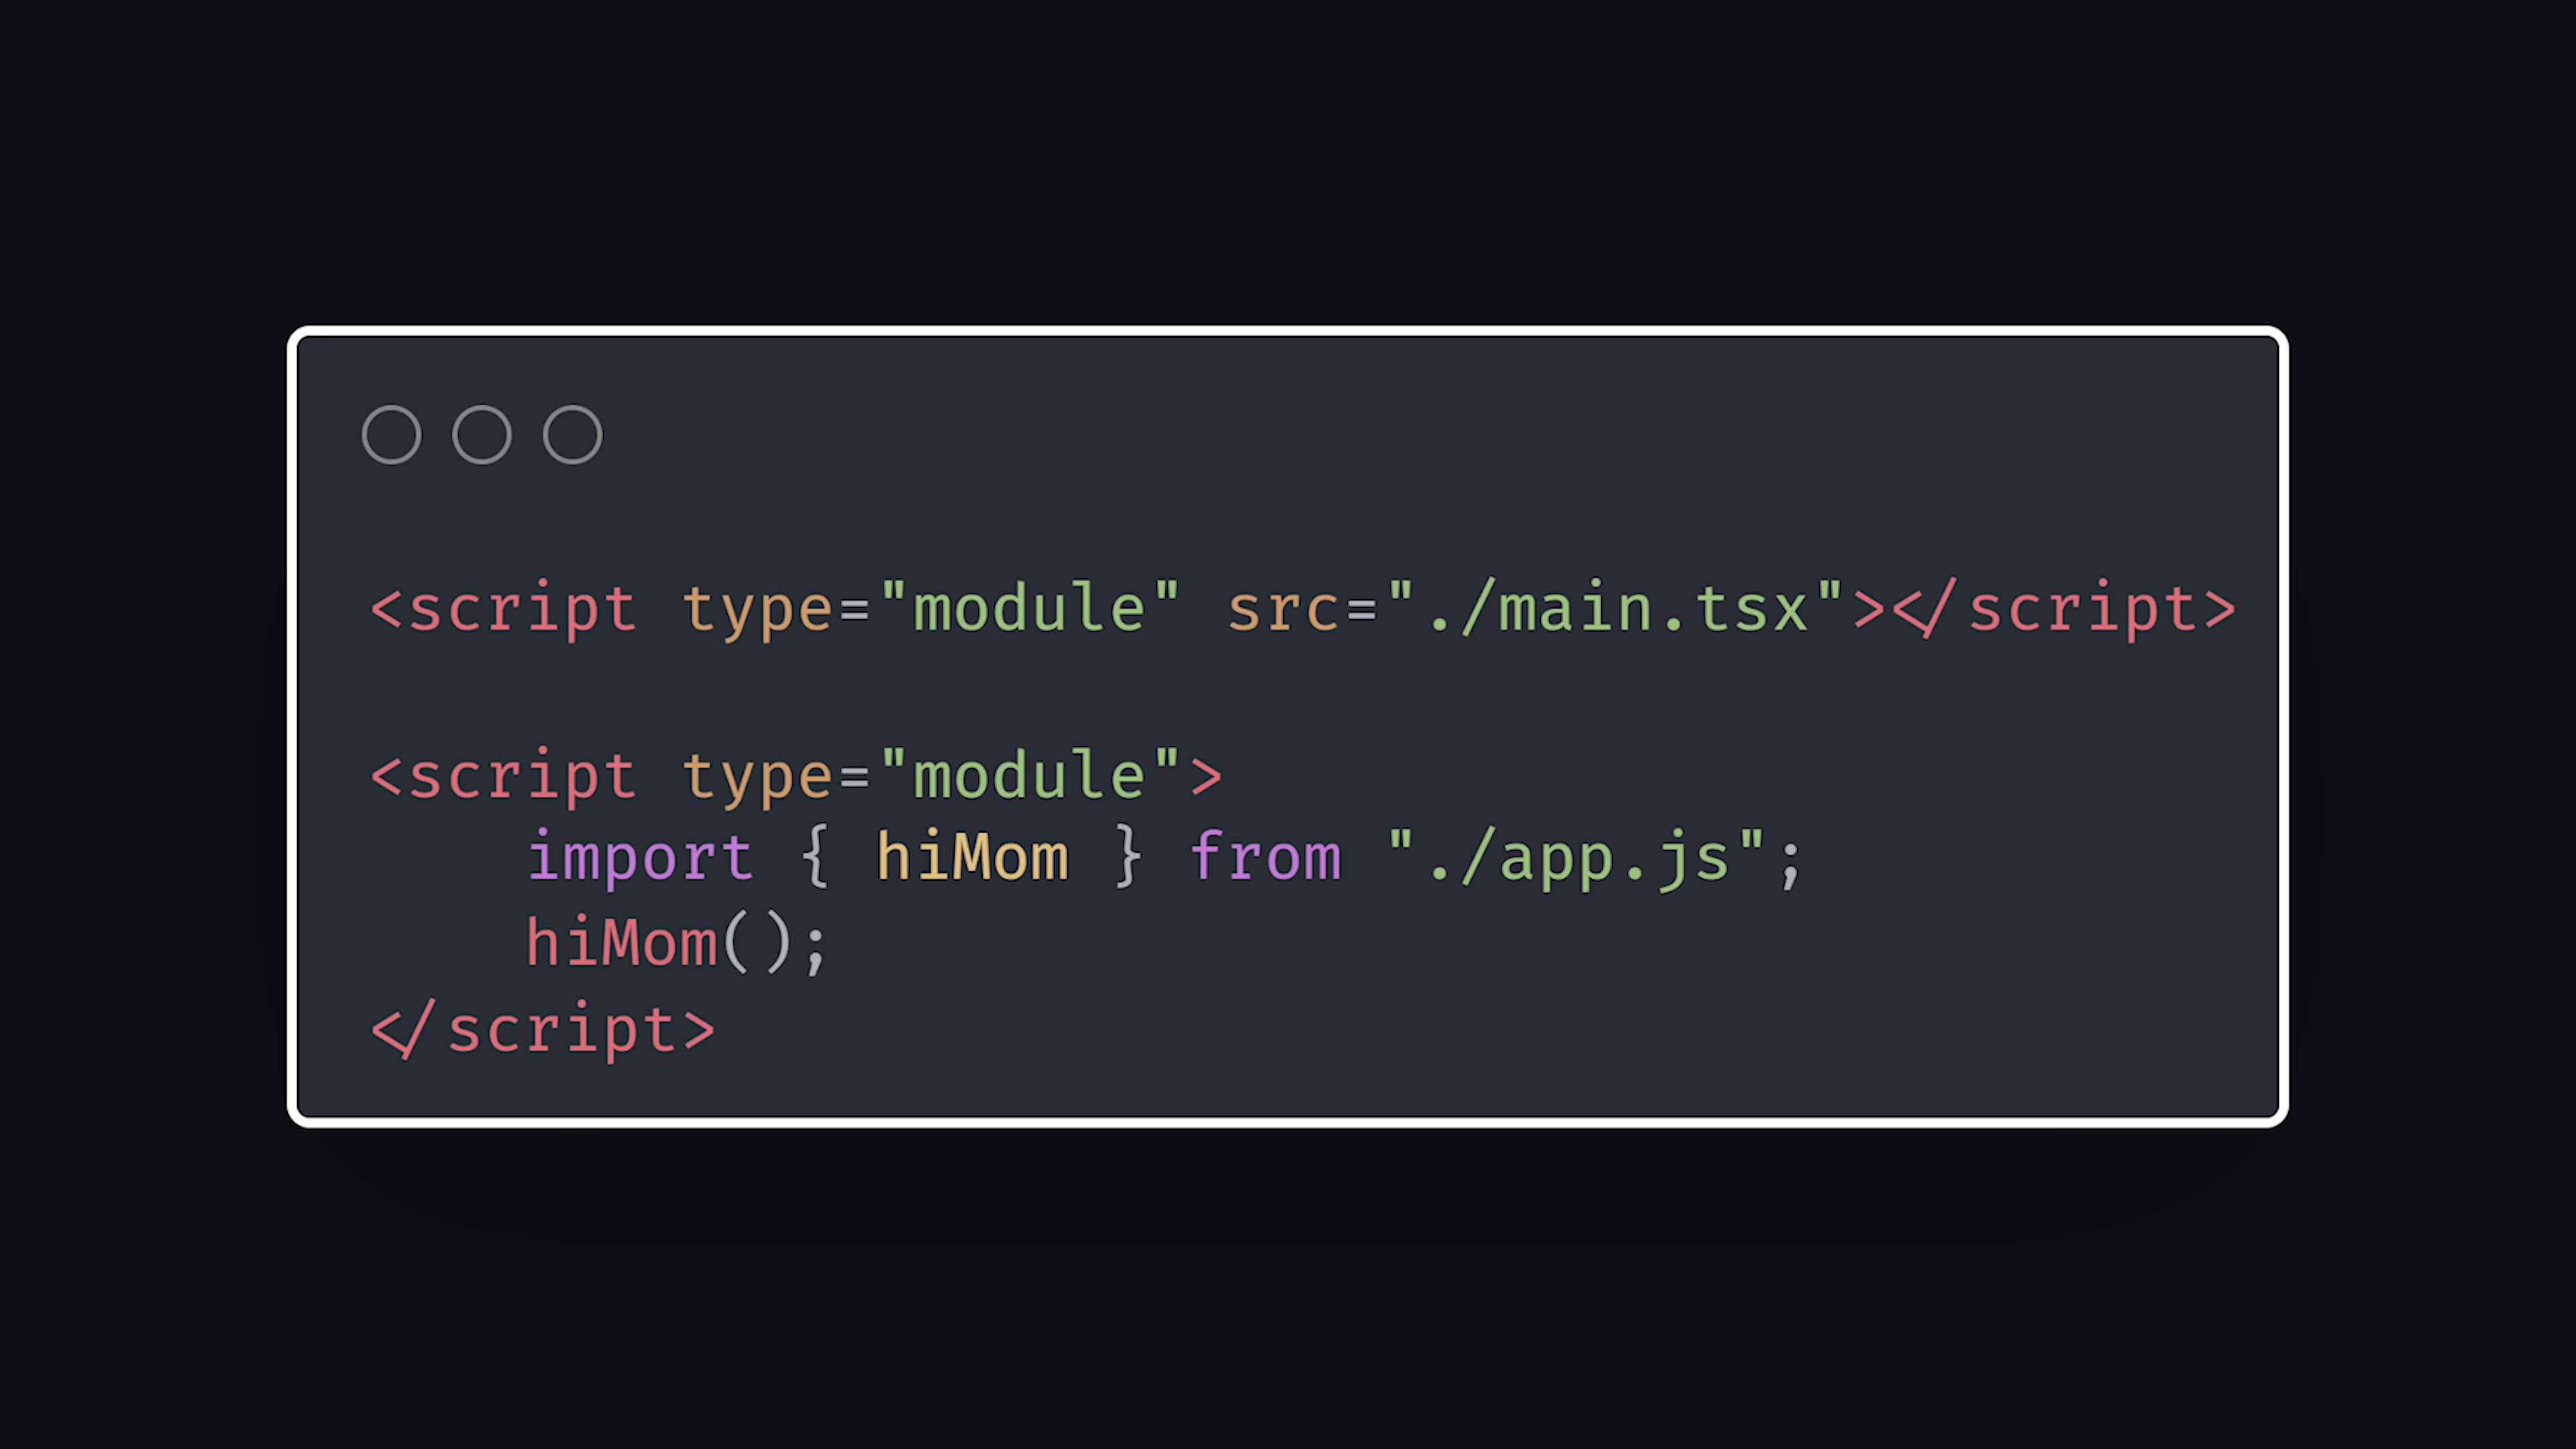 <script type="module" src="./main.tsx"></script>
<script type="module">
import { hiMom } from "./app.js";
hiMom();
</script>